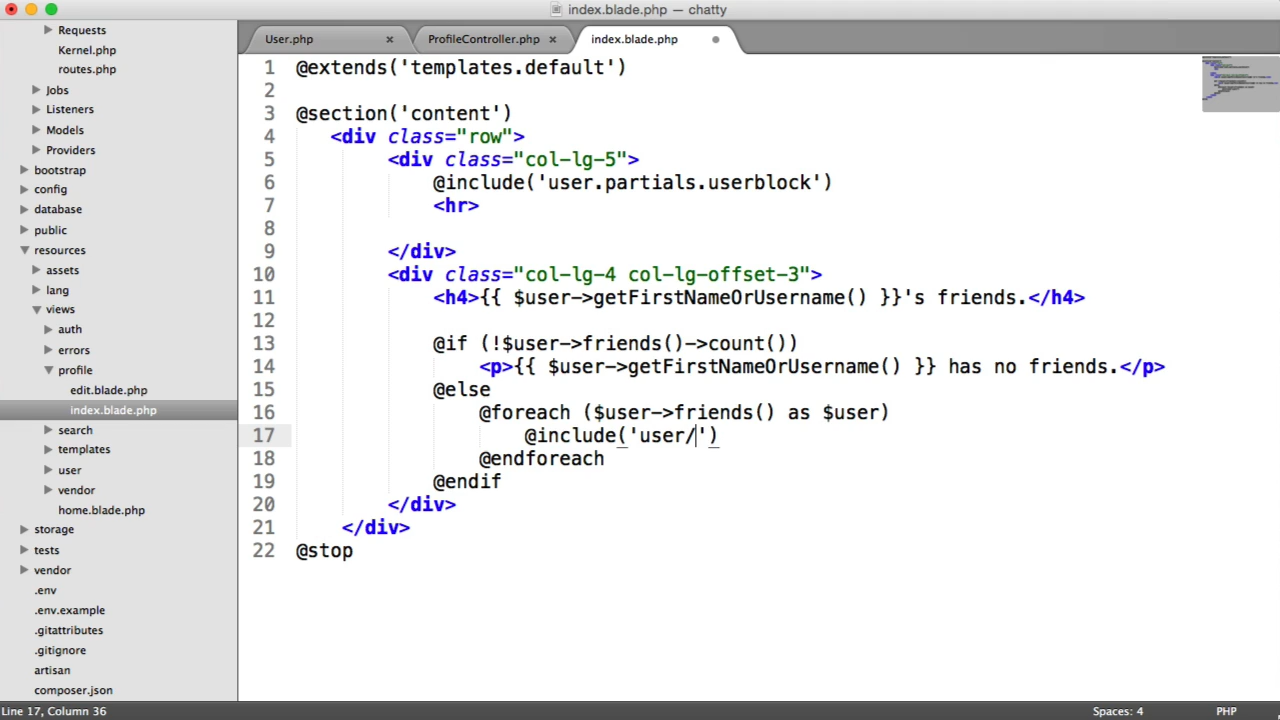 index.blade.php — chatty
Requests
Kernel.php
routes.php
Jobs
Listeners
Models
Providers
bootstrap
config
database
public
resources
assets
lang
views
auth
errors
profile
edit.blade.php
index.blade.php
search
templates
user
vendor
home.blade.php
storage
tests
vendor
.env
.env.example
.gitattributes
.gitignore
artisan
composer.json
User.php × ProfileController.php × index.blade.php
1 @extends('templates.default')
2
3 @section('content')
4 <div class="row">
5 <div class="col-lg-5">
6 @include('user.partials.userblock')
7 <hr>
8
9 </div>
10 <div class="col-lg-4 col-lg-offset-3">
11 <h4>{{ $user->getFirstNameOrUsername() }}'s friends.</h4>
12
13 @if (!$user->friends()->count())
14 <p>{{ $user->getFirstNameOrUsername() }} has no friends.</p>
15 @else
16 @foreach ($user->friends() as $user)
17 @include('user/')
18 @endforeach
19 @endif
20 </div>
21 </div>
22 @stop
Line 17, Column 36 Spaces: 4 PHP